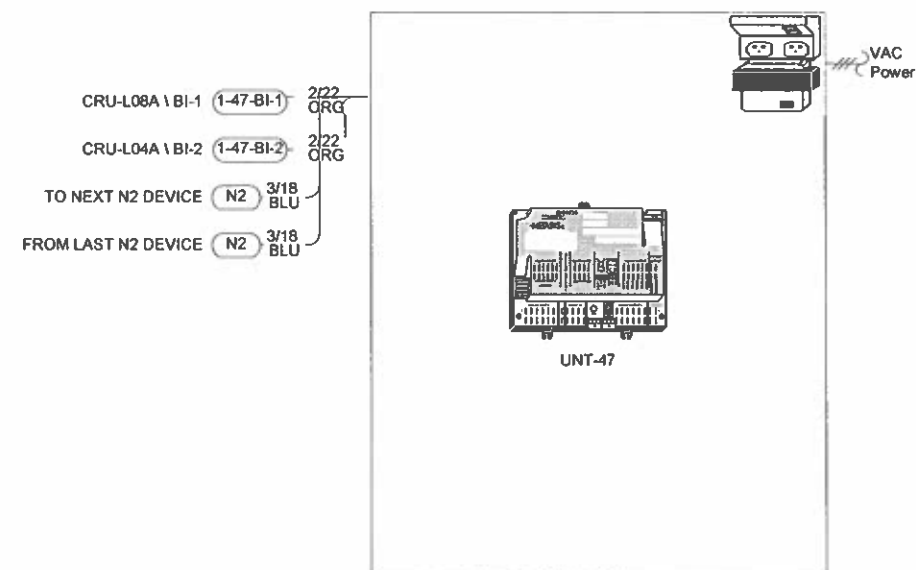 VAC
Power
CRU-L08A \ BI-1 1-47-BI-1 2/22 ORG
CRU-L04A \ BI-2 1-47-BI-2 2/22 ORG
TO NEXT N2 DEVICE N2 3/18 BLU
FROM LAST N2 DEVICE N2 3/18 BLU
UNT-47